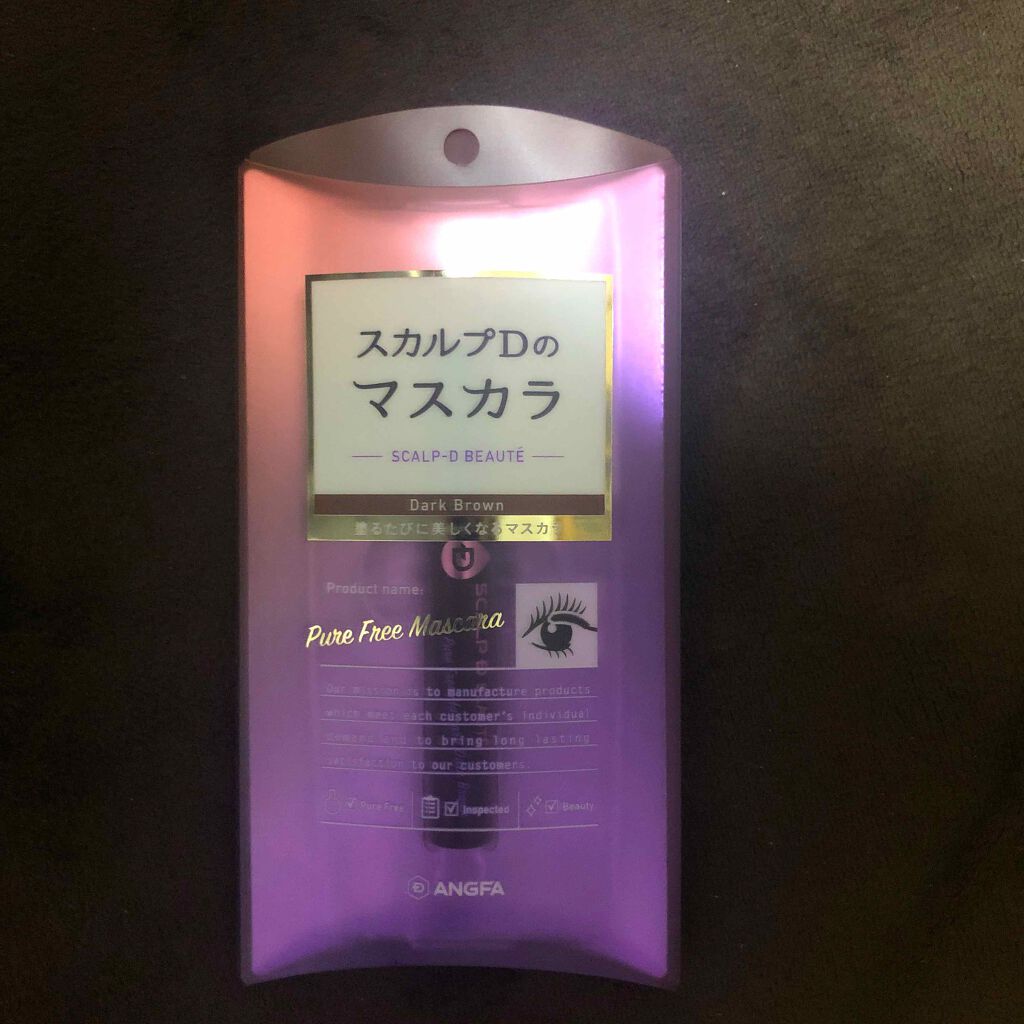 スカルプDの
マスカラ
SCALP-D BEAUTÉ
Dark Brown
塗るたびに美しくなるマスカラ
Product name:
Pure Free Mascara
Our mission is to manufacture products
which meet each customer's individual
demand and to bring long lasting
satisfaction to our customers.
Pure Free
Inspected
Beauty
ANGFA